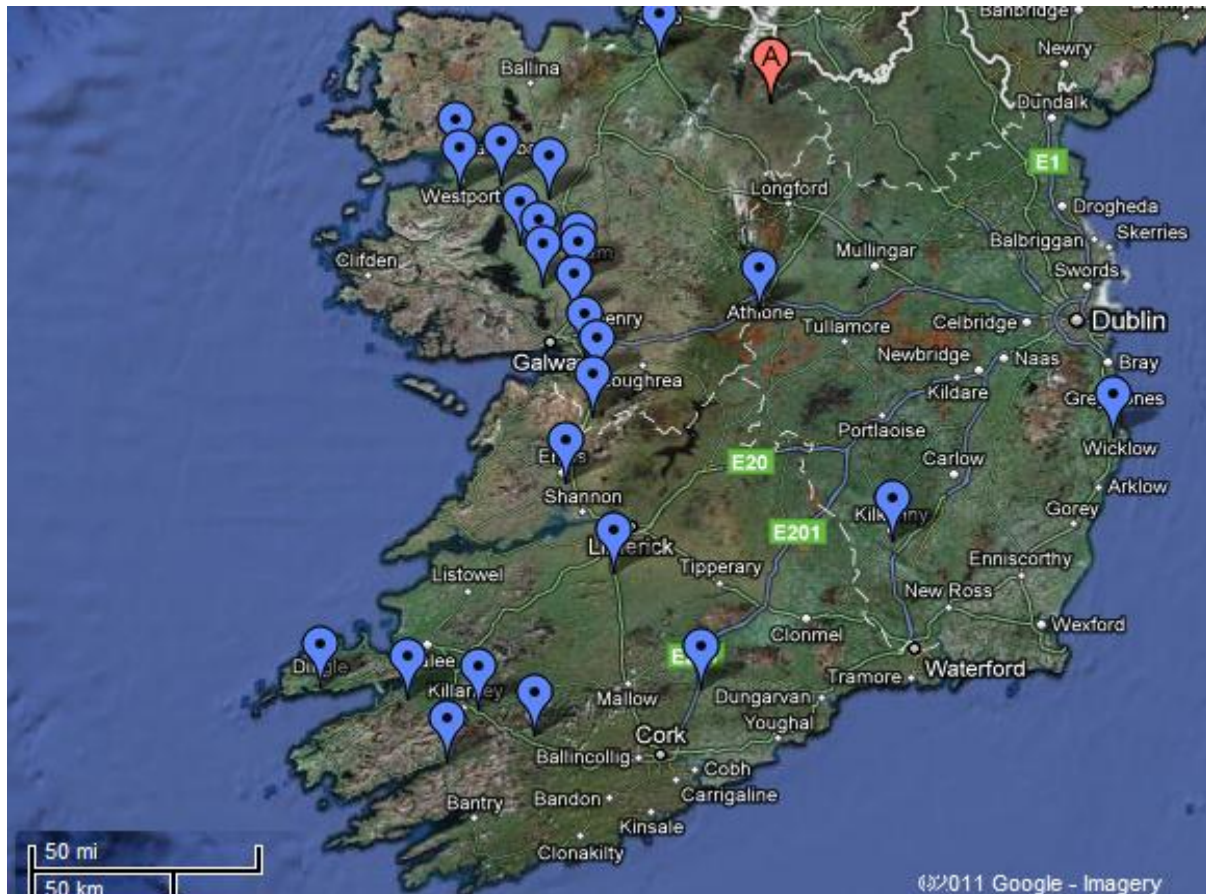 Banbridge
Newry
A
Ballina
Dundalk
E1
Westport
Longford
Drogheda
Balbriggan
Skerries
Mullingar
Clifden
Swords
Athlone
Tullamore
Celbridge
Dublin
Galway
Newbridge
Naas
Bray
Loughrea
Kildare
Portlaoise
Wicklow
E20
Carlow
Arklow
Shannon
Gorey
E201
Limerick
Enniscorthy
Tipperary
Listowel
New Ross
Clonmel
Wexford
Dingle
Waterford
Killarney
Mallow
Tramore
Dungarvan
Youghal
Cork
Ballincollig
Cobh
Bandon
Carrigaline
Bantry
Kinsale
Clonakilty
50 mi
50 km
©2011 Google - Imagery